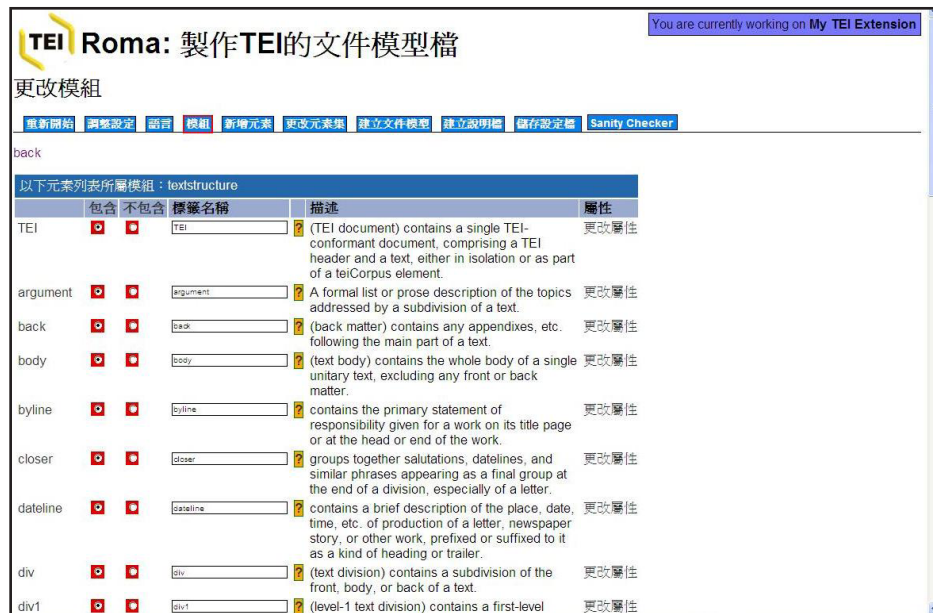 You are currently working on My TEI Extension
TEI Roma: 製作TEI的文件模型檔
更改模組
重新開始 調整設定 語言 模組 新增元素 更改元素集 建立文件模型 建立說明檔 儲存設定檔 Sanity Checker
back
以下元素列表所屬模組：textstructure
包含 不包含 標籤名稱 描述 屬性
TEI TEI ? (TEI document) contains a single TEI- 更改屬性
conformant document, comprising a TEI
header and a text, either in isolation or as part
of a teiCorpus element.
argument argument ? A formal list or prose description of the topics 更改屬性
addressed by a subdivision of a text.
back back ? (back matter) contains any appendixes, etc. 更改屬性
following the main part of a text.
body body ? (text body) contains the whole body of a single 更改屬性
unitary text, excluding any front or back
matter.
byline byline ? contains the primary statement of 更改屬性
responsibility given for a work on its title page
or at the head or end of the work.
closer closer ? groups together salutations, datelines, and 更改屬性
similar phrases appearing as a final group at
the end of a division, especially of a letter.
dateline dateline ? contains a brief description of the place, date, 更改屬性
time, etc. of production of a letter, newspaper
story, or other work, prefixed or suffixed to it
as a kind of heading or trailer.
div div ? (text division) contains a subdivision of the 更改屬性
front, body, or back of a text.
div1 div1 ? (level-1 text division) contains a first-level 更改屬性